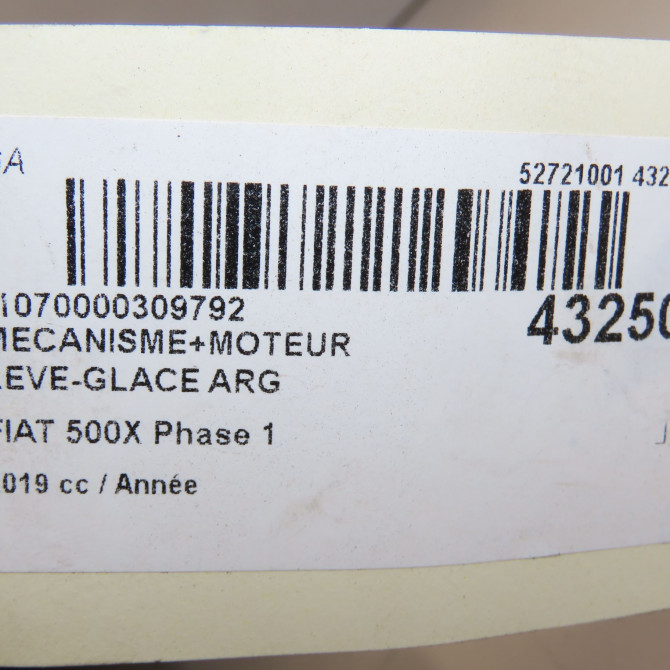 52721001 432
1070000309792
43250
MECANISME+MOTEUR
LEVE-GLACE ARG
FIAT 500X Phase 1
019 cc / Année